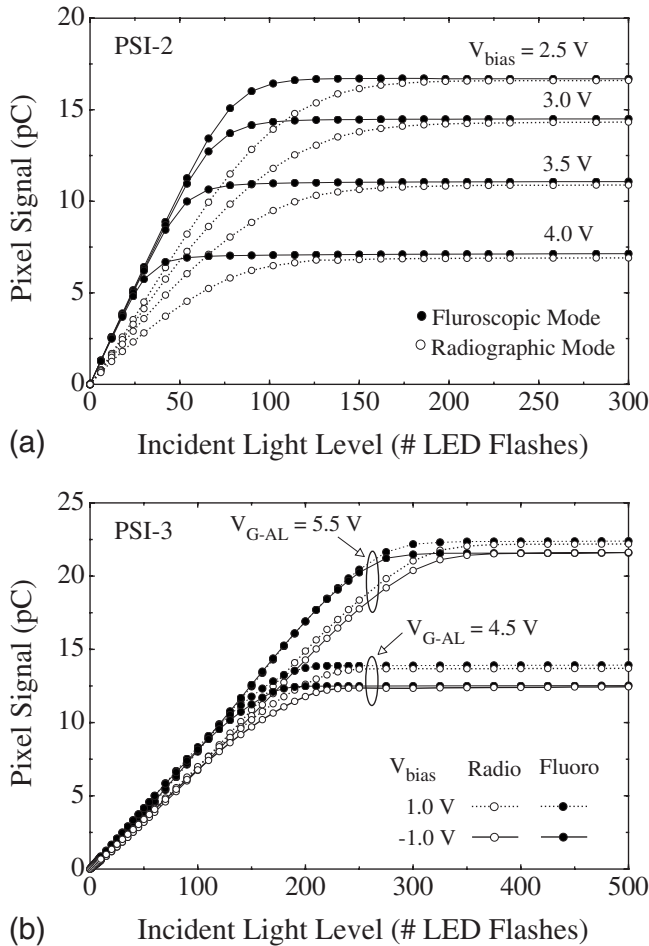 PSI-2
V_bias = 2.5 V
3.0 V
3.5 V
4.0 V
Fluroscopic Mode
Radiographic Mode
Pixel Signal (pC)
20
15
10
5
0
0 50 100 150 200 250 300
(a) Incident Light Level (# LED Flashes)
PSI-3
V_G-AL = 5.5 V
V_G-AL = 4.5 V
V_bias Radio Fluoro
1.0 V
-1.0 V
Pixel Signal (pC)
25
20
15
10
5
0
0 100 200 300 400 500
(b) Incident Light Level (# LED Flashes)